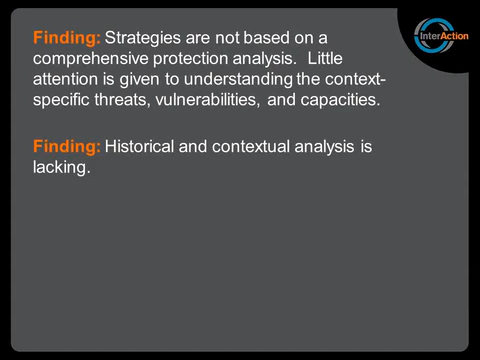 InterAction
Finding: Strategies are not based on a
comprehensive protection analysis.  Little
attention is given to understanding the context-
specific threats, vulnerabilities, and capacities.
Finding: Historical and contextual analysis is
lacking.